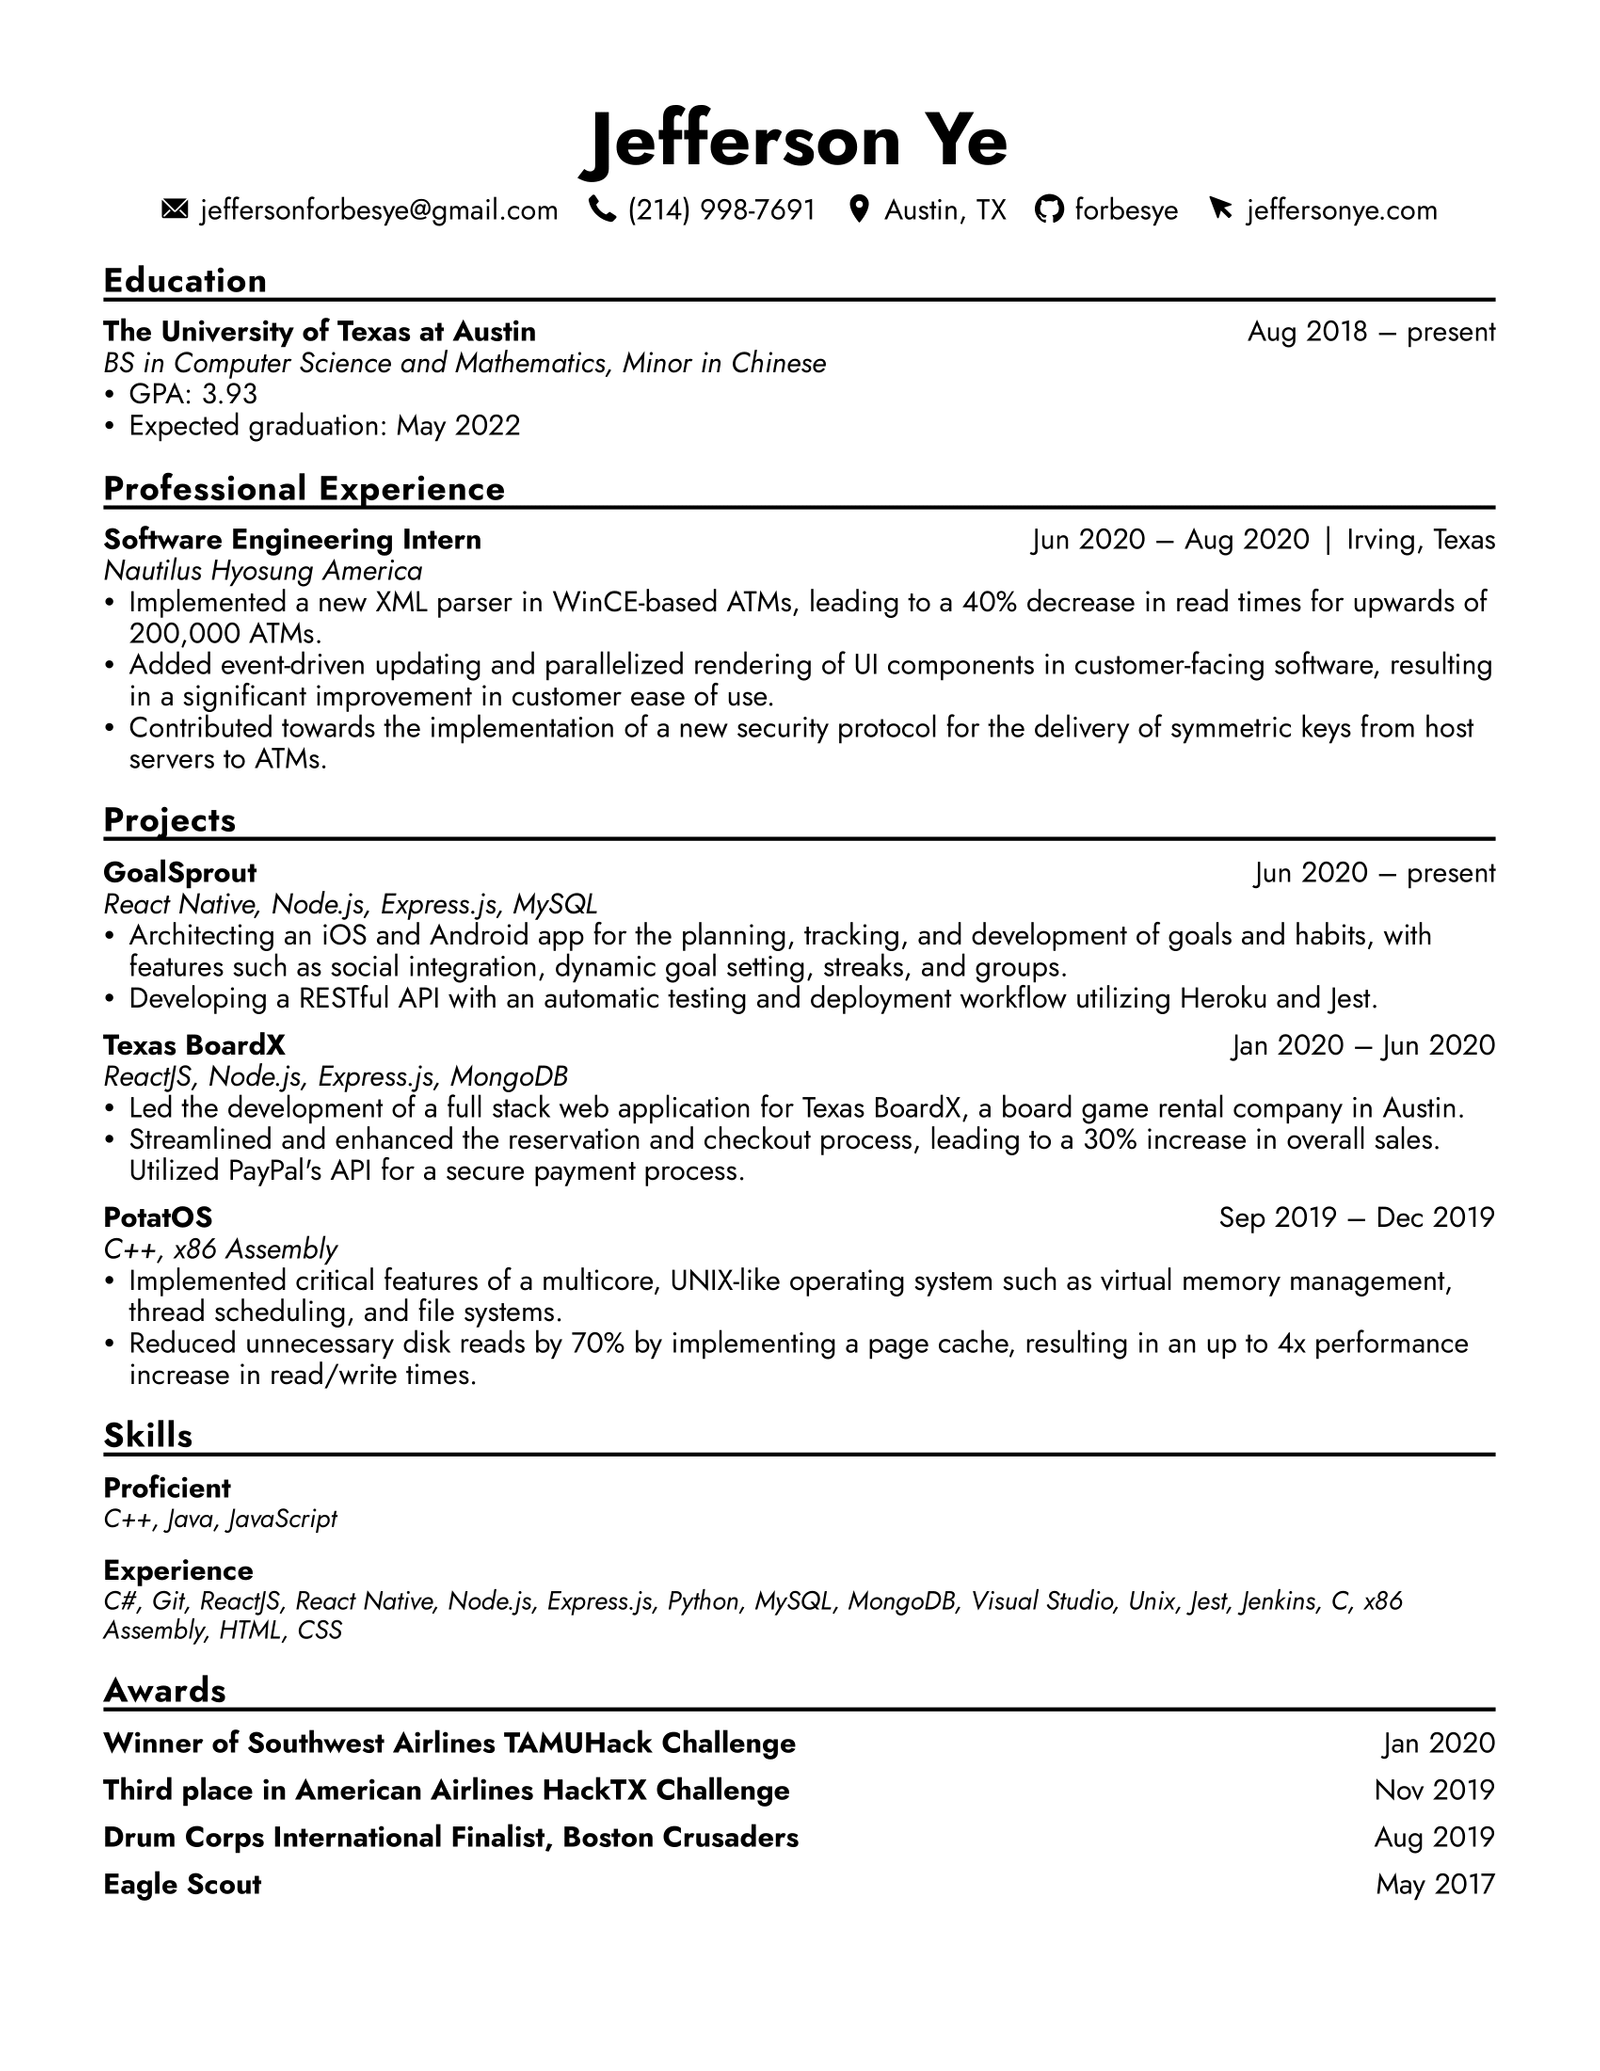 Jefferson Ye
jeffersonforbesye@gmail.com (214) 998-7691 Austin, TX forbesye jeffersonye.com
Education
The University of Texas at Austin Aug 2018 – present
BS in Computer Science and Mathematics, Minor in Chinese
• GPA: 3.93
• Expected graduation: May 2022
Professional Experience
Software Engineering Intern Jun 2020 – Aug 2020 | Irving, Texas
Nautilus Hyosung America
• Implemented a new XML parser in WinCE-based ATMs, leading to a 40% decrease in read times for upwards of
200,000 ATMs.
• Added event-driven updating and parallelized rendering of UI components in customer-facing software, resulting
in a significant improvement in customer ease of use.
• Contributed towards the implementation of a new security protocol for the delivery of symmetric keys from host
servers to ATMs.
Projects
GoalSprout Jun 2020 – present
React Native, Node.js, Express.js, MySQL
• Architecting an iOS and Android app for the planning, tracking, and development of goals and habits, with
features such as social integration, dynamic goal setting, streaks, and groups.
• Developing a RESTful API with an automatic testing and deployment workflow utilizing Heroku and Jest.
Texas BoardX Jan 2020 – Jun 2020
ReactJS, Node.js, Express.js, MongoDB
• Led the development of a full stack web application for Texas BoardX, a board game rental company in Austin.
• Streamlined and enhanced the reservation and checkout process, leading to a 30% increase in overall sales.
Utilized PayPal's API for a secure payment process.
PotatOS Sep 2019 – Dec 2019
C++, x86 Assembly
• Implemented critical features of a multicore, UNIX-like operating system such as virtual memory management,
thread scheduling, and file systems.
• Reduced unnecessary disk reads by 70% by implementing a page cache, resulting in an up to 4x performance
increase in read/write times.
Skills
Proficient
C++, Java, JavaScript
Experience
C#, Git, ReactJS, React Native, Node.js, Express.js, Python, MySQL, MongoDB, Visual Studio, Unix, Jest, Jenkins, C, x86
Assembly, HTML, CSS
Awards
Winner of Southwest Airlines TAMUHack Challenge Jan 2020
Third place in American Airlines HackTX Challenge Nov 2019
Drum Corps International Finalist, Boston Crusaders Aug 2019
Eagle Scout May 2017